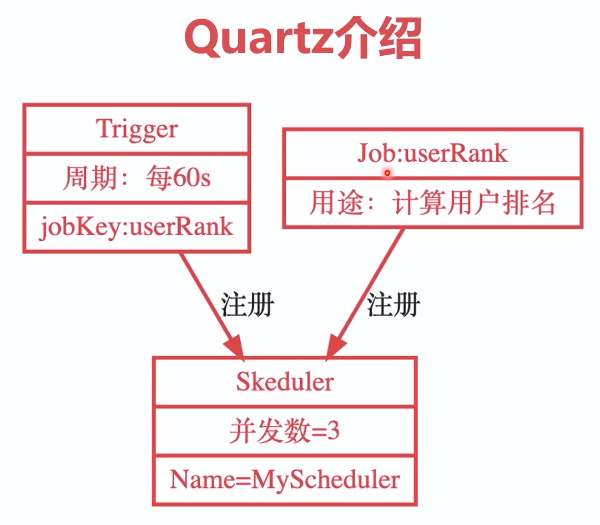 Quartz介绍
Trigger
周期：每60s
jobKey:userRank
Job:userRank
用途：计算用户排名
注册
注册
Skeduler
并发数=3
Name=MyScheduler